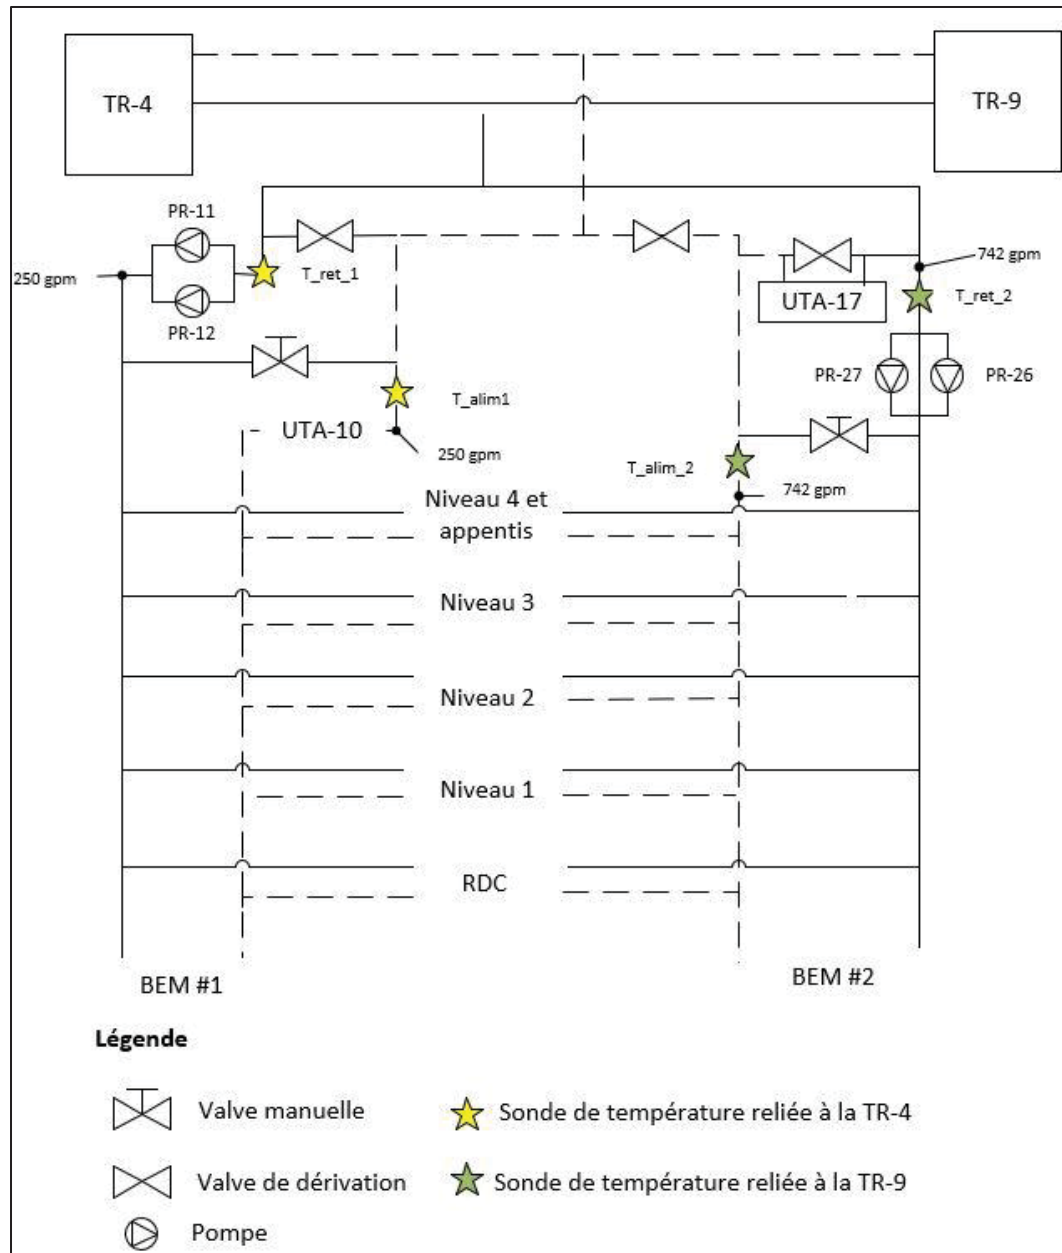 TR-4
TR-9
PR-11
250 gpm
T_ret_1
PR-12
742 gpm
UTA-17
T_ret_2
PR-27
PR-26
T_alim1
UTA-10
250 gpm
T_alim_2
742 gpm
Niveau 4 et
appentis
Niveau 3
Niveau 2
Niveau 1
RDC
BEM #1
BEM #2
Légende
Valve manuelle
Sonde de température reliée à la TR-4
Valve de dérivation
Sonde de température reliée à la TR-9
Pompe